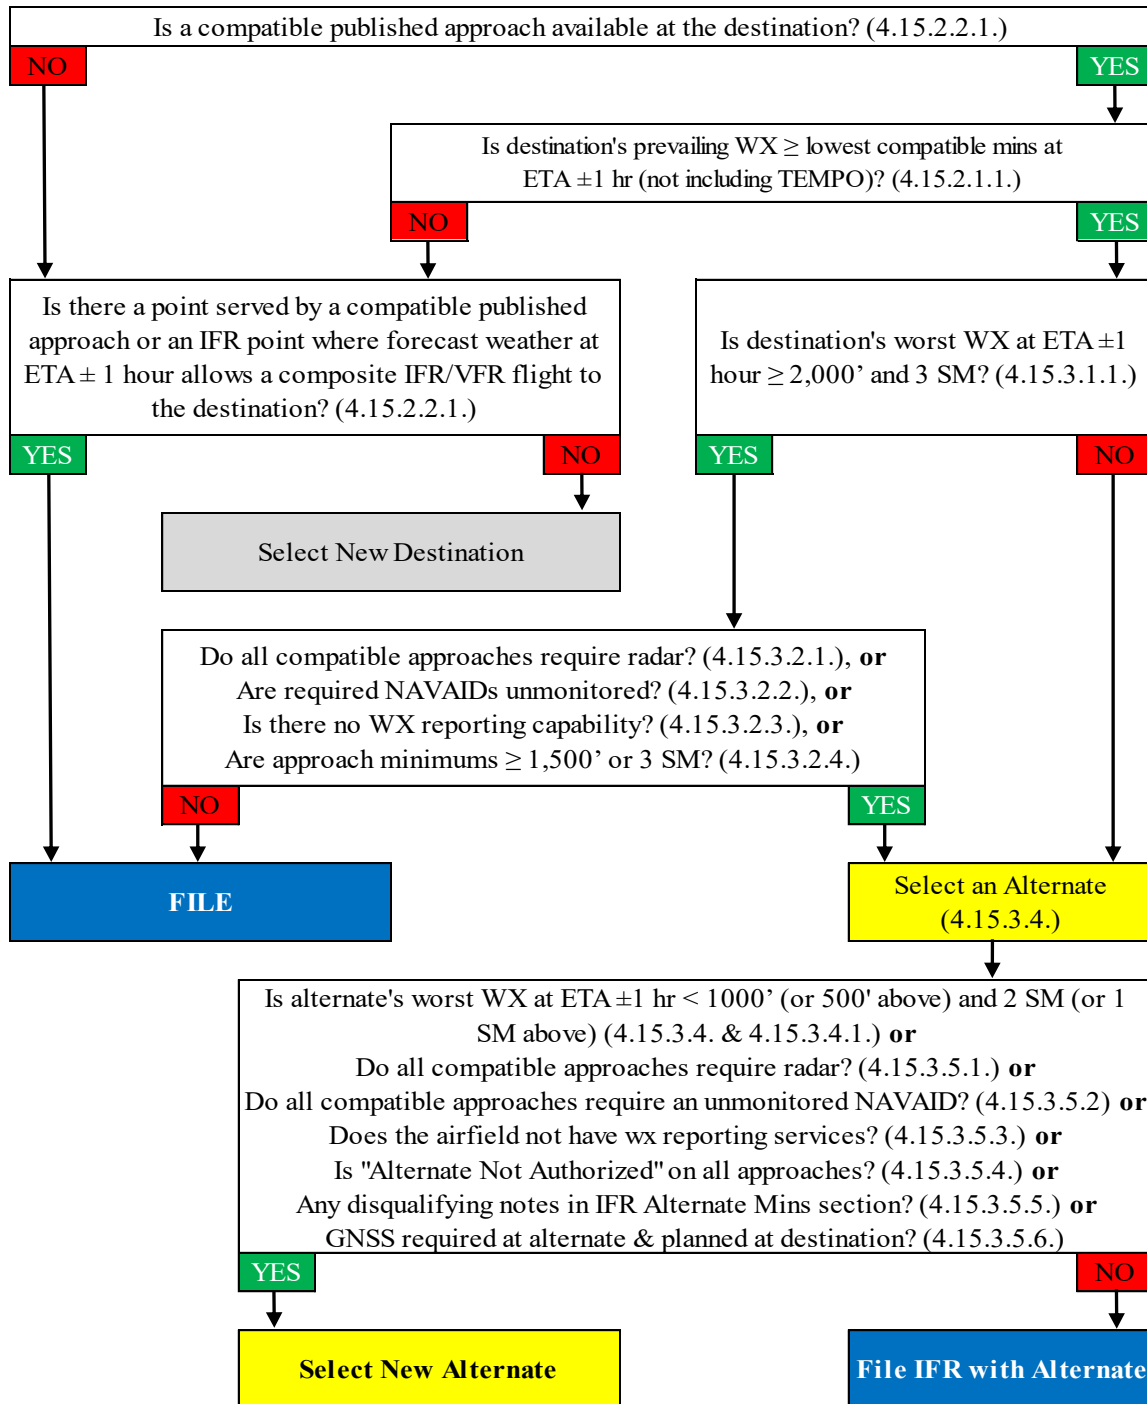 Is a compatible published approach available at the destination? (4.15.2.2.1.)
NO
YES
Is destination's prevailing WX ≥ lowest compatible mins at
ETA ±1 hr (not including TEMPO)? (4.15.2.1.1.)
NO
YES
Is there a point served by a compatible published
approach or an IFR point where forecast weather at
ETA ± 1 hour allows a composite IFR/VFR flight to
the destination? (4.15.2.2.1.)
YES
NO
Is destination's worst WX at ETA ±1
hour ≥ 2,000’ and 3 SM? (4.15.3.1.1.)
YES
NO
Select New Destination
Do all compatible approaches require radar? (4.15.3.2.1.), or
Are required NAVAIDs unmonitored? (4.15.3.2.2.), or
Is there no WX reporting capability? (4.15.3.2.3.), or
Are approach minimums ≥ 1,500’ or 3 SM? (4.15.3.2.4.)
NO
YES
FILE
Select an Alternate
(4.15.3.4.)
Is alternate's worst WX at ETA ±1 hr < 1000’ (or 500' above) and 2 SM (or 1
SM above) (4.15.3.4. & 4.15.3.4.1.) or
Do all compatible approaches require radar? (4.15.3.5.1.) or
Do all compatible approaches require an unmonitored NAVAID? (4.15.3.5.2) or
Does the airfield not have wx reporting services? (4.15.3.5.3.) or
Is "Alternate Not Authorized" on all approaches? (4.15.3.5.4.) or
Any disqualifying notes in IFR Alternate Mins section? (4.15.3.5.5.) or
GNSS required at alternate & planned at destination? (4.15.3.5.6.)
YES
NO
Select New Alternate
File IFR with Alternate